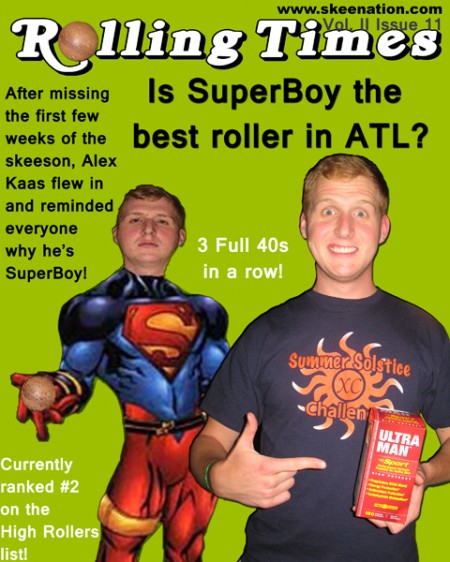 www.skeenation.com
Vol. II Issue 11
Rolling Times
After missing
the first few
weeks of the
skeeson, Alex
Kaas flew in
and reminded
everyone
why he's
SuperBoy!
Is SuperBoy the
best roller in ATL?
3 Full 40s
in a row!
Summer Solstice
XC
Challen
ULTRA
MAN
Sport
Currently
ranked #2
on the
High Rollers
list!